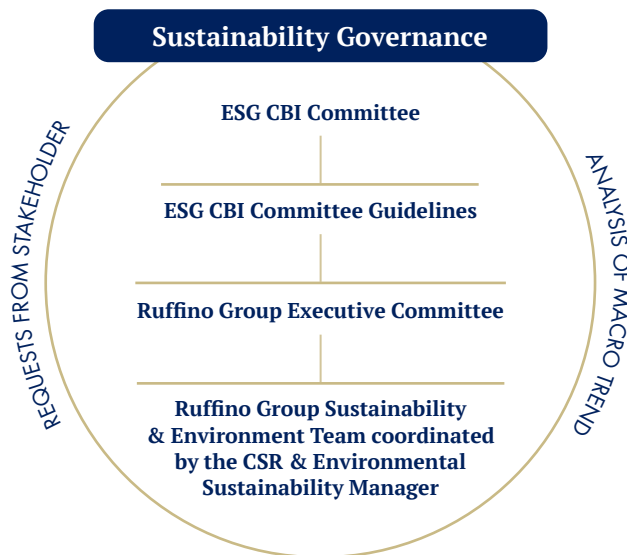 Sustainability Governance
ESG CBI Committee
ESG CBI Committee Guidelines
Ruffino Group Executive Committee
Ruffino Group Sustainability
& Environment Team coordinated
by the CSR & Environmental
Sustainability Manager
REQUESTS FROM STAKEHOLDER
ANALYSIS OF MACRO TREND